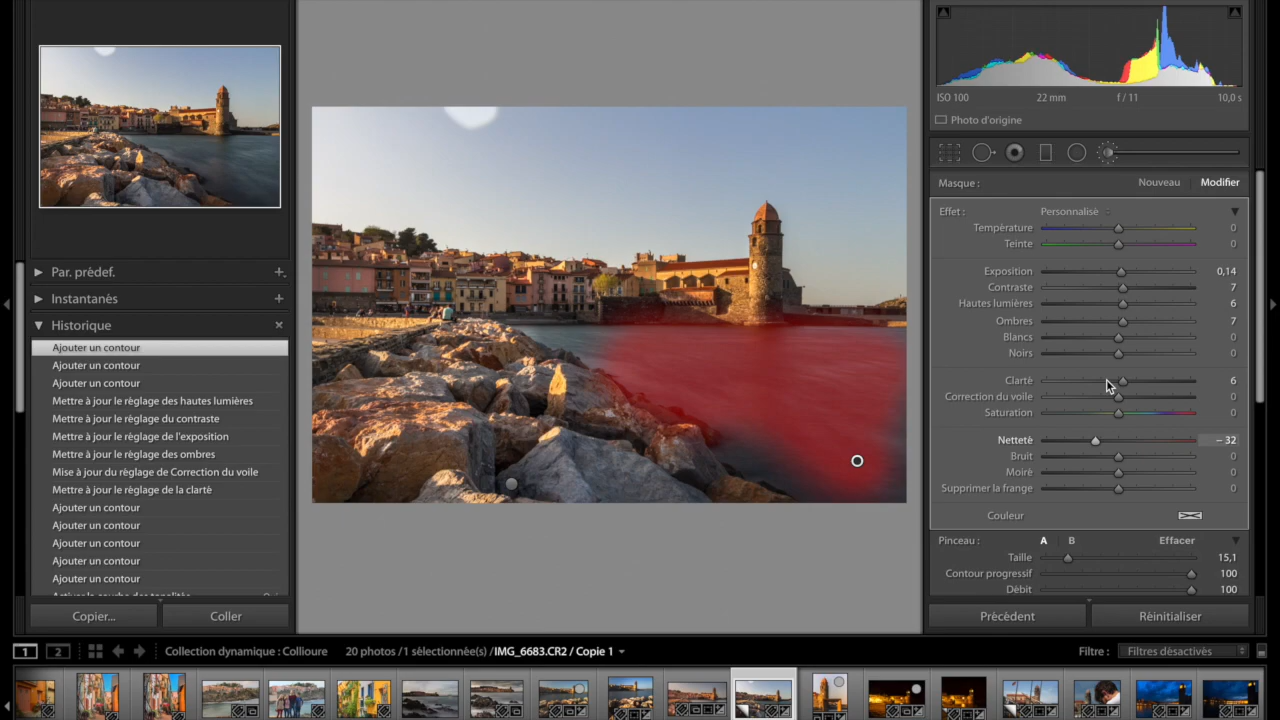 Par. prédef.
Instantanés
Historique
Ajouter un contour
Ajouter un contour
Ajouter un contour
Mettre à jour le réglage des hautes lumières
Mettre à jour le réglage du contraste
Mettre à jour le réglage de l'exposition
Mettre à jour le réglage des ombres
Mise à jour du réglage de Correction du voile
Mettre à jour le réglage de la clarté
Ajouter un contour
Ajouter un contour
Ajouter un contour
Ajouter un contour
Ajouter un contour
Copier...
Coller
ISO 100
22 mm
f / 11
10,0 s
Photo d'origine
Masque :
Nouveau
Modifier
Effet :
Personnalisé
Température 0
Teinte 0
Exposition 0,14
Contraste 7
Hautes lumières 6
Ombres 7
Blancs 0
Noirs 0
Clarté 6
Correction du voile 0
Saturation 0
Netteté – 32
Bruit 0
Moiré 0
Supprimer la frange 0
Couleur
Pinceau :
A
B
Effacer
Taille 15,1
Contour progressif 100
Débit 100
Précédent
Réinitialiser
1
2
Collection dynamique : Collioure
20 photos /1 sélectionnée(s) /IMG_6683.CR2 / Copie 1
Filtre :
Filtres désactivés